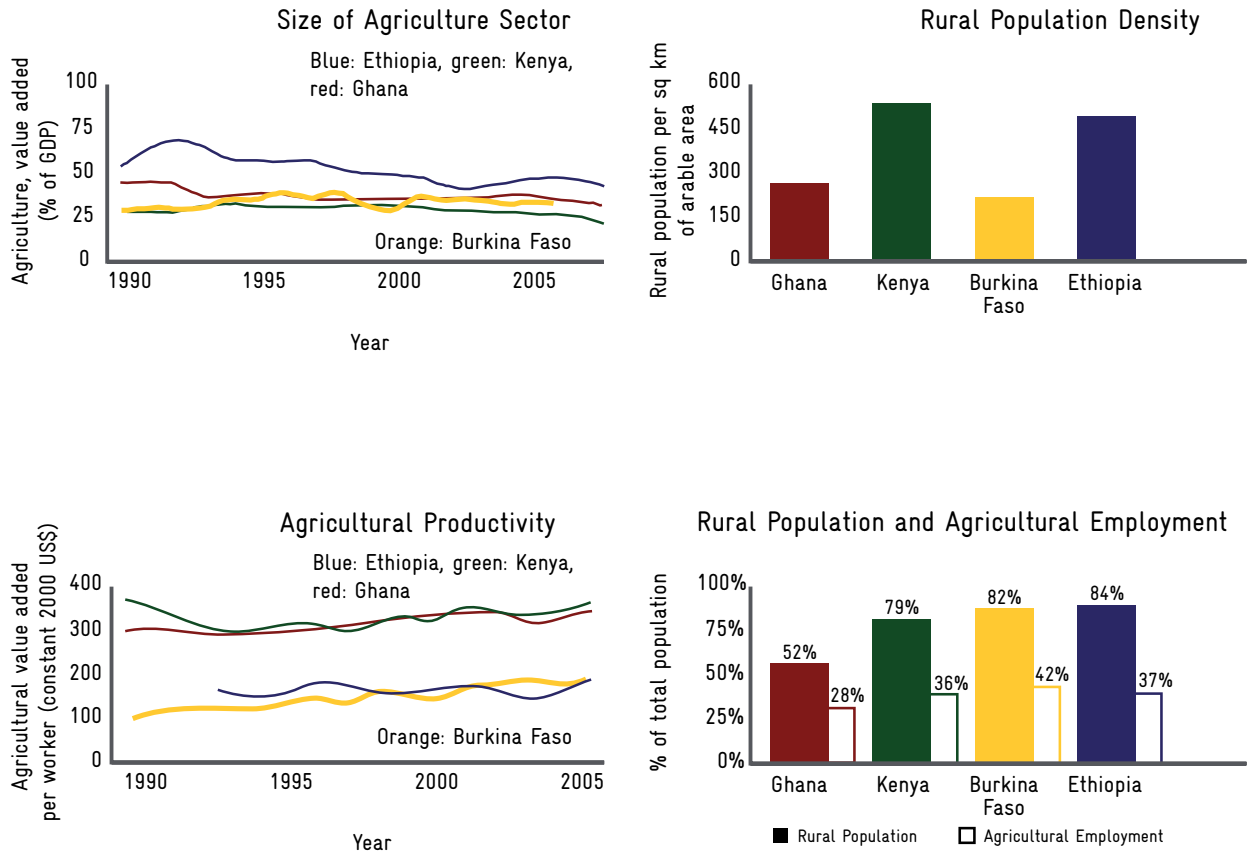 Size of Agriculture Sector
Blue: Ethiopia, green: Kenya,
red: Ghana
Agriculture, value added
(% of GDP)
100
75
50
25
0
Orange: Burkina Faso
1990 1995 2000 2005
Year
Rural Population Density
Rural population per sq km
of arable area
600
450
300
150
0
Ghana Kenya Burkina Ethiopia
Faso
Agricultural Productivity
Blue: Ethiopia, green: Kenya,
red: Ghana
Agricultural value added
per worker (constant 2000 US$)
400
300
200
100
0
Orange: Burkina Faso
1990 1995 2000 2005
Year
Rural Population and Agricultural Employment
% of total population
100%
75%
50%
25%
0%
52% 28% 79% 36% 82% 42% 84% 37%
Ghana Kenya Burkina Ethiopia
Faso
Rural Population Agricultural Employment